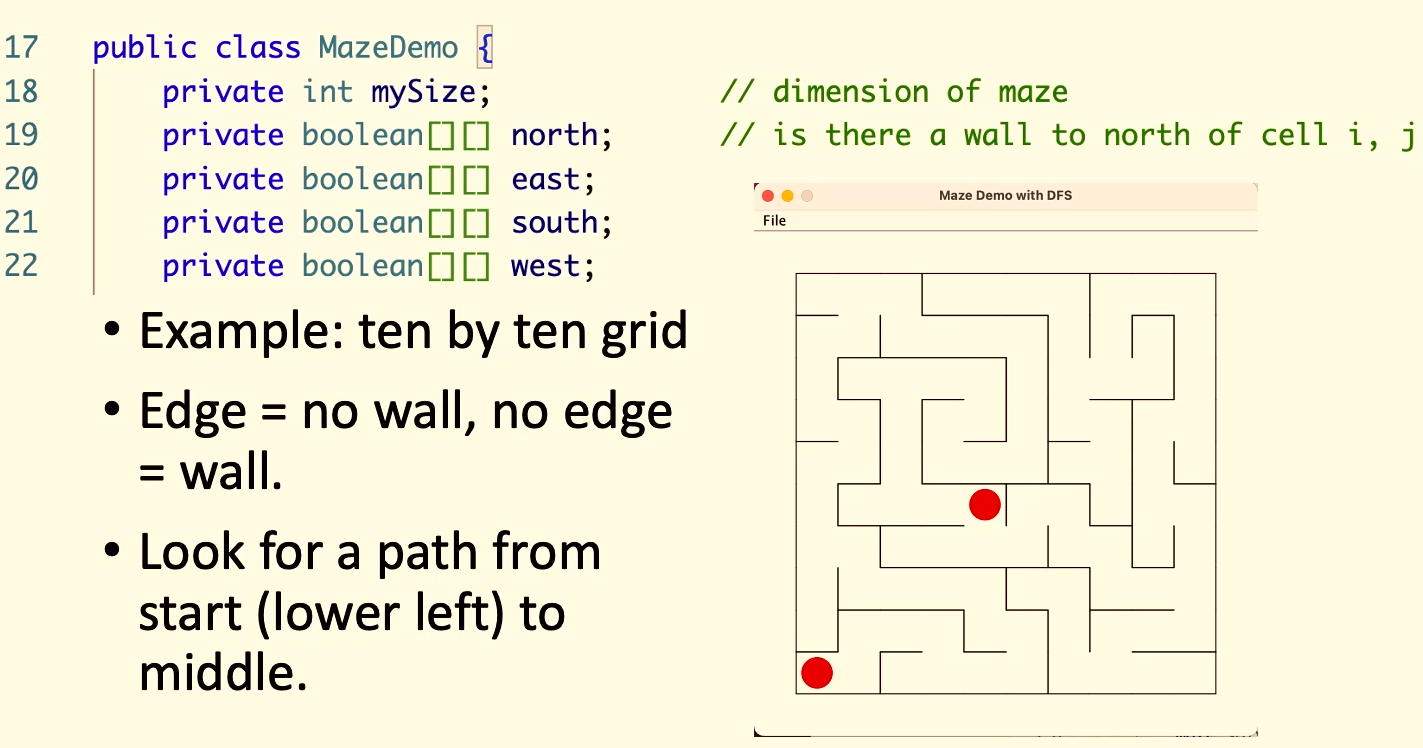 17 public class MazeDemo {
18 private int mySize; // dimension of maze
19 private boolean[][] north; // is there a wall to north of cell i, j
20 private boolean[][] east;
21 private boolean[][] south;
22 private boolean[][] west;
Maze Demo with DFS
File
• Example: ten by ten grid
• Edge = no wall, no edge
= wall.
• Look for a path from
start (lower left) to
middle.